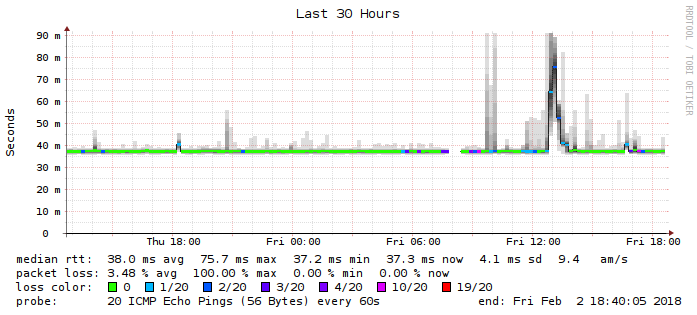 Last 30 Hours
RRDTOOL / TOBI OETIKER
Seconds
90 m
80 m
70 m
60 m
50 m
40 m
30 m
20 m
10 m
0
Thu 18:00 Fri 00:00 Fri 06:00 Fri 12:00 Fri 18:00
median rtt: 38.0 ms avg 75.7 ms max 37.2 ms min 37.3 ms now 4.1 ms sd 9.4 am/s
packet loss: 3.48 % avg 100.00 % max 0.00 % min 0.00 % now
loss color: 0 1/20 2/20 3/20 4/20 10/20 19/20
probe: 20 ICMP Echo Pings (56 Bytes) every 60s end: Fri Feb 2 18:40:05 2018